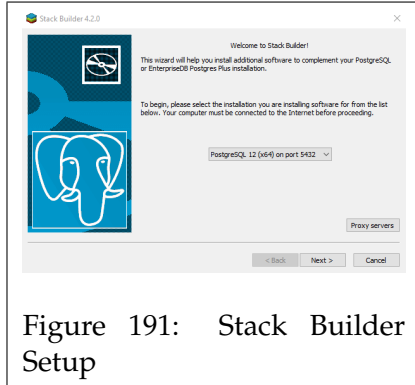 Stack Builder 4.2.0
Welcome to Stack Builder!
This wizard will help you install additional software to complement your PostgreSQL
or EnterpriseDB Postgres Plus installation.
To begin, please select the installation you are installing software for from the list
below. Your computer must be connected to the Internet before proceeding.
PostgreSQL 12 (x64) on port 5432
Proxy servers
< Back Next > Cancel
Figure 191: Stack Builder
Setup